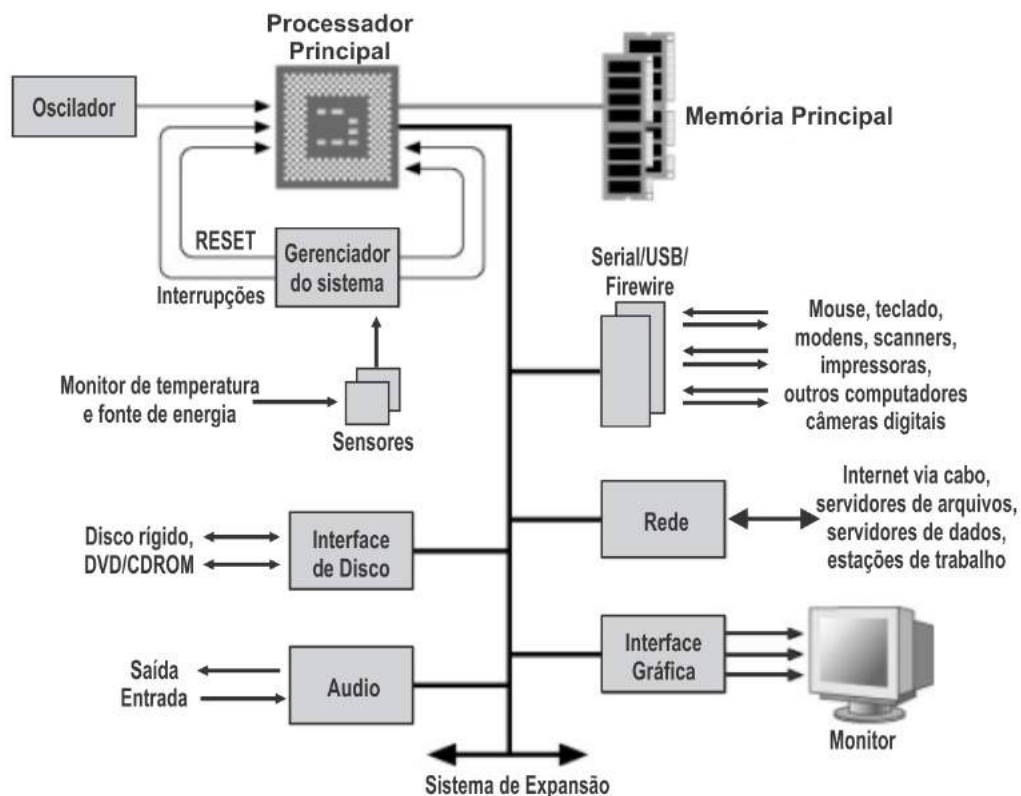 Processador
Principal
Oscilador
Memória Principal
RESET
Gerenciador
do sistema
Interrupções
Serial/USB/
Firewire
Mouse, teclado,
modens, scanners,
impressoras,
outros computadores
câmeras digitais
Monitor de temperatura
e fonte de energia
Sensores
Internet via cabo,
servidores de arquivos,
servidores de dados,
estações de trabalho
Rede
Disco rígido,
DVD/CDROM
Interface
de Disco
Interface
Gráfica
Saída
Entrada
Audio
Monitor
Sistema de Expansão